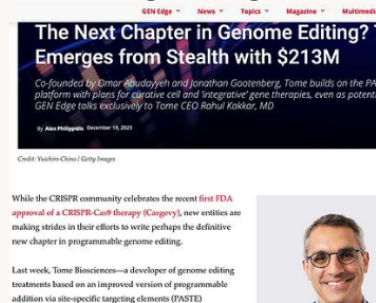 GEN Edge News Topics Magazine Multimedi
The Next Chapter in Genome Editing?
Emerges from Stealth with $213M
Co-founded by Omar Abudayyeh and Jonathan Gootenberg, Tome builds on the PA
platform with plans for curative cell and 'integrative' gene therapies, even as potent
GEN Edge talks exclusively to Tome CEO Rahul Kakkar, MD
By Alex Philippidis December 19, 2023
Credit: Yuichiro Chino / Getty Images
While the CRISPR community celebrates the recent first FDA
approval of a CRISPR-Cas9 therapy (Casgevy), new entities are
making strides in their efforts to write perhaps the definitive
new chapter in programmable genome editing.
Last week, Tome Biosciences—a developer of genome editing
treatments based on an improved version of programmable
addition via site-specific targeting elements (PASTE)